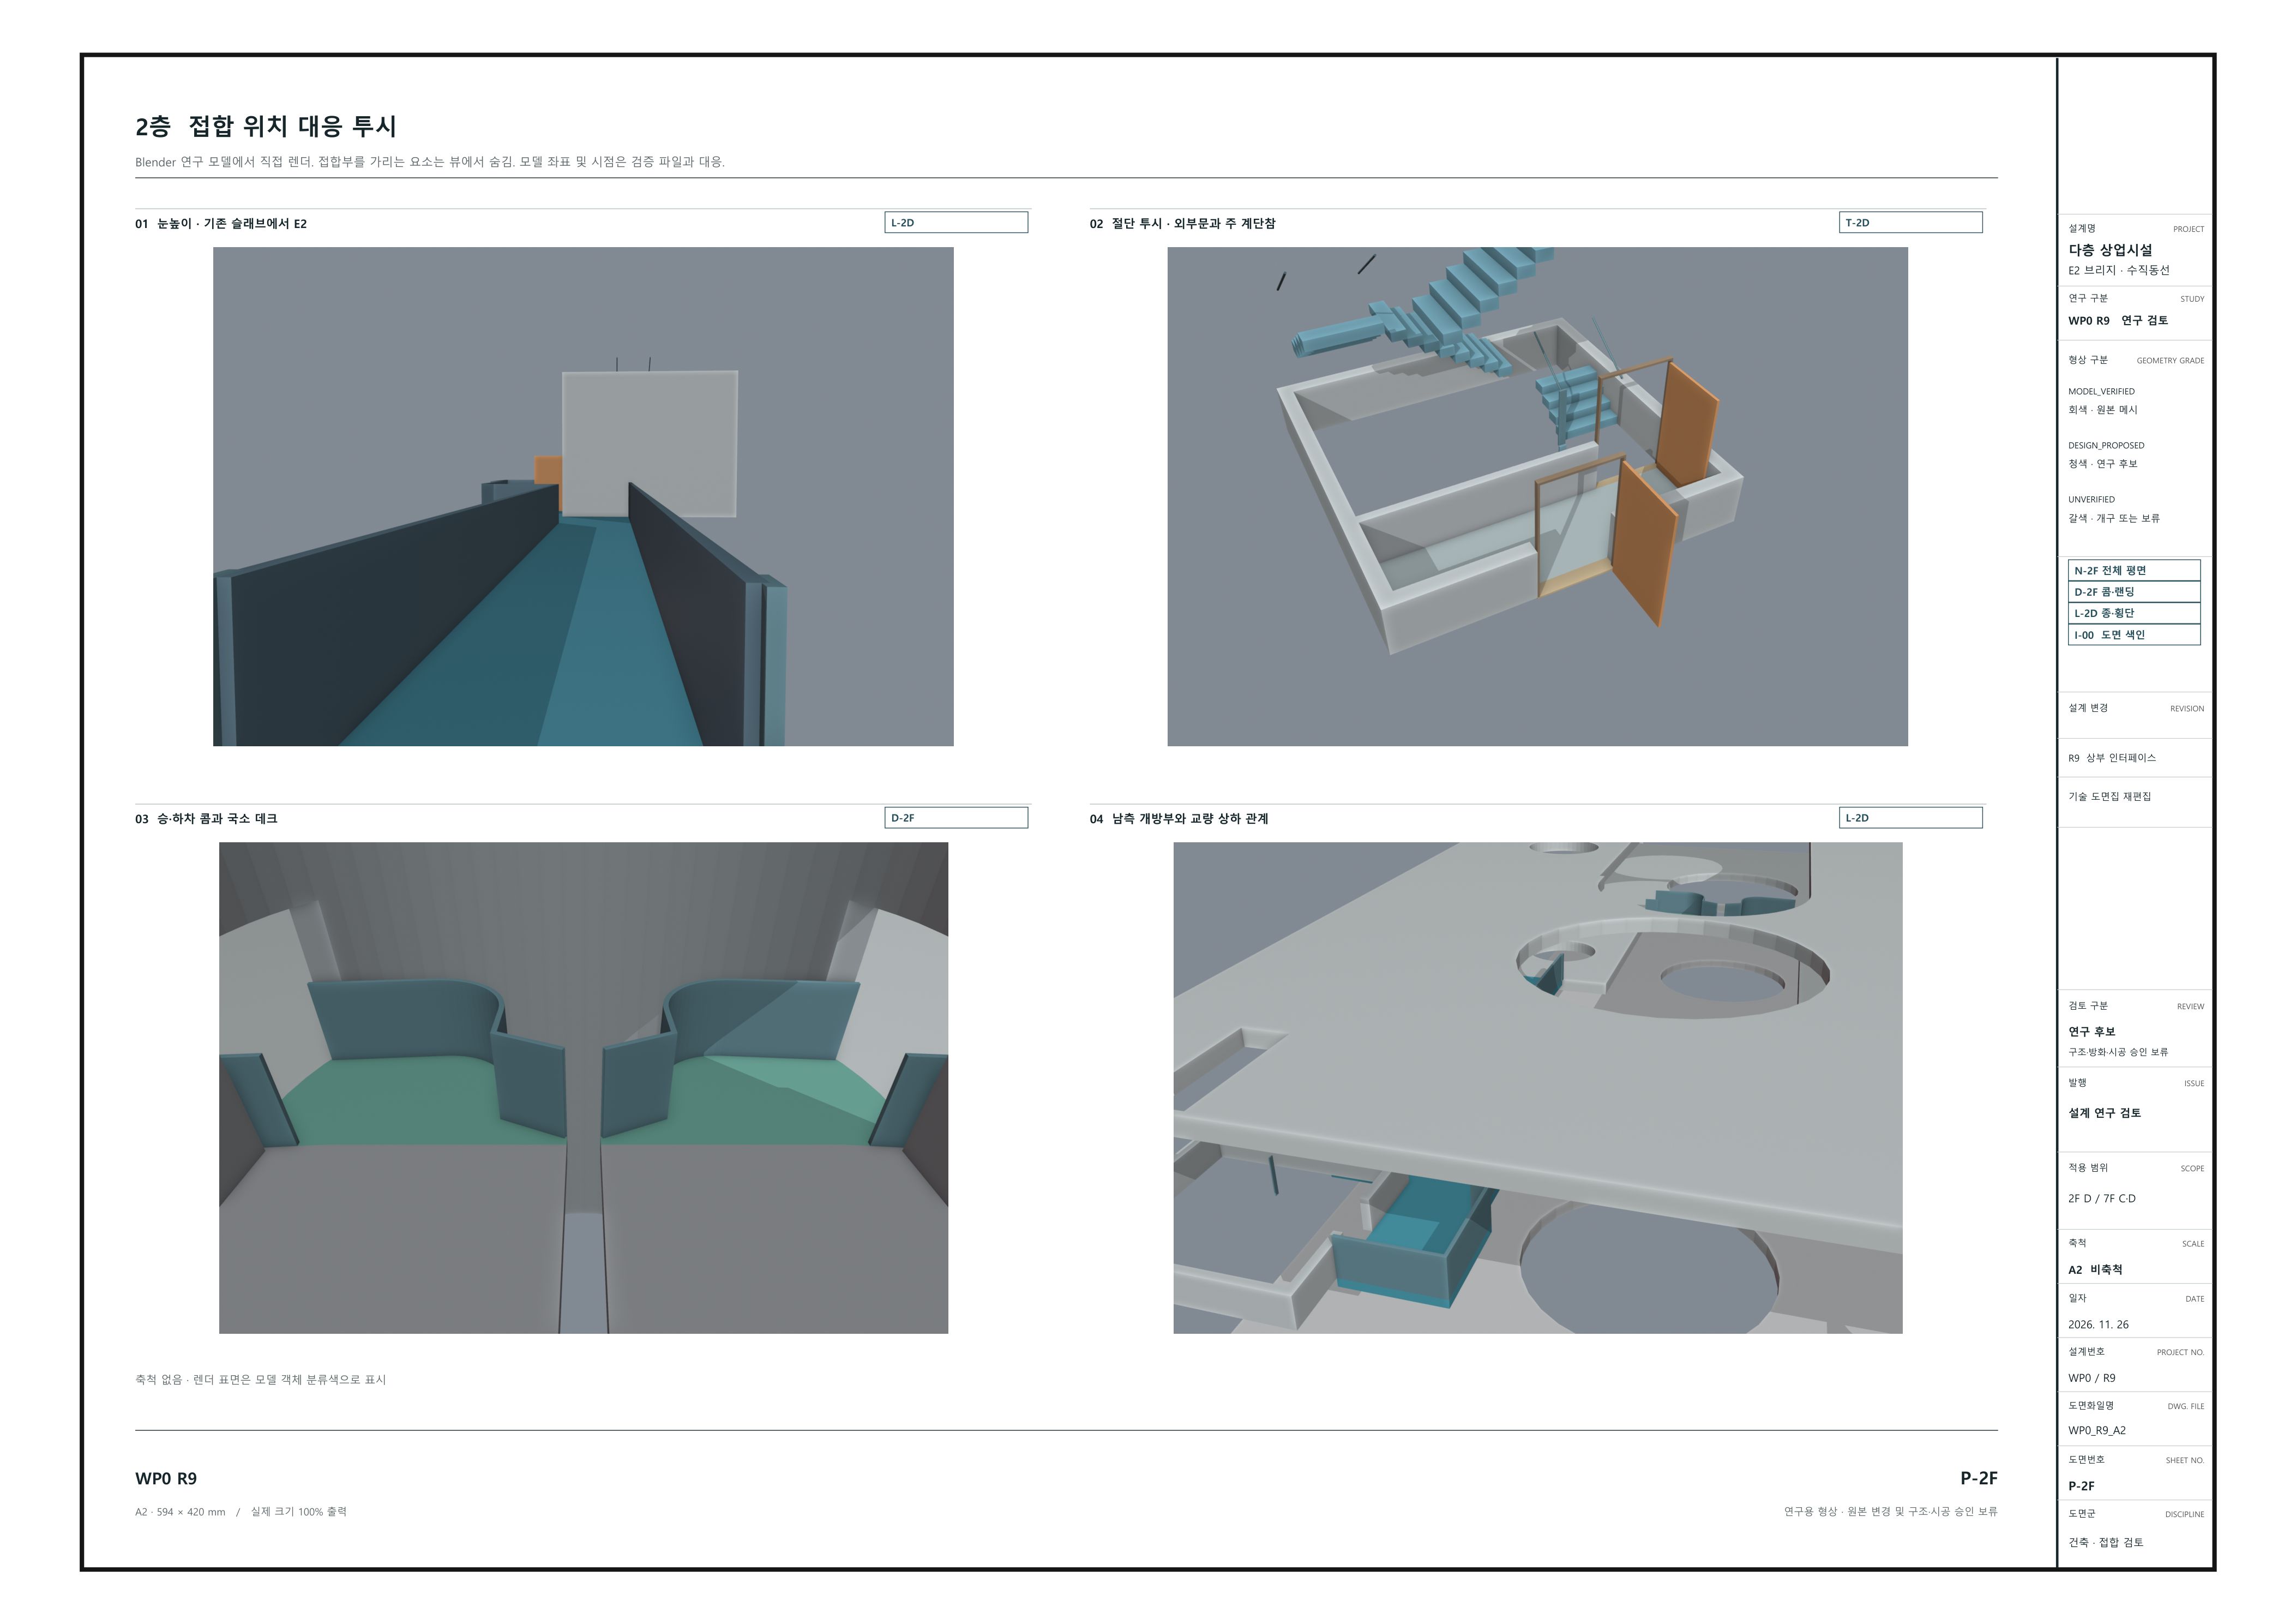 2층 접합 위치 대응 투시
Blender 연구 모델에서 직접 렌더. 접합부를 가리는 요소는 뷰에서 숨김. 모델 좌표 및 시점은 검증 파일과 대응.
01 눈높이 · 기존 슬래브에서 E2
L-2D
02 절단 투시 · 외부문과 주 계단참
T-2D
03 승·하차 콤과 국소 데크
D-2F
04 남측 개방부와 교량 상하 관계
L-2D
축척 없음 · 렌더 표면은 모델 객체 분류색으로 표시
WP0 R9
P-2F
A2 · 594 × 420 mm / 실제 크기 100% 출력
연구용 형상 · 원본 변경 및 구조·시공 승인 보류
설계명 PROJECT
다층 상업시설
E2 브리지 · 수직동선
연구 구분 STUDY
WP0 R9 연구 검토
형상 구분 GEOMETRY GRADE
MODEL_VERIFIED
회색 · 원본 메시
DESIGN_PROPOSED
청색 · 연구 후보
UNVERIFIED
갈색 · 개구 또는 보류
N-2F 전체 평면
D-2F 콤·랜딩
L-2D 종·횡단
I-00 도면 색인
설계 변경 REVISION
R9 상부 인터페이스
기술 도면집 재편집
검토 구분 REVIEW
연구 후보
구조·방화·시공 승인 보류
발행 ISSUE
설계 연구 검토
적용 범위 SCOPE
2F D / 7F C·D
축척 SCALE
A2 비축척
일자 DATE
2026. 11. 26
설계번호 PROJECT NO.
WP0 / R9
도면화일명 DWG. FILE
WP0_R9_A2
도면번호 SHEET NO.
P-2F
도면군 DISCIPLINE
건축 · 접합 검토